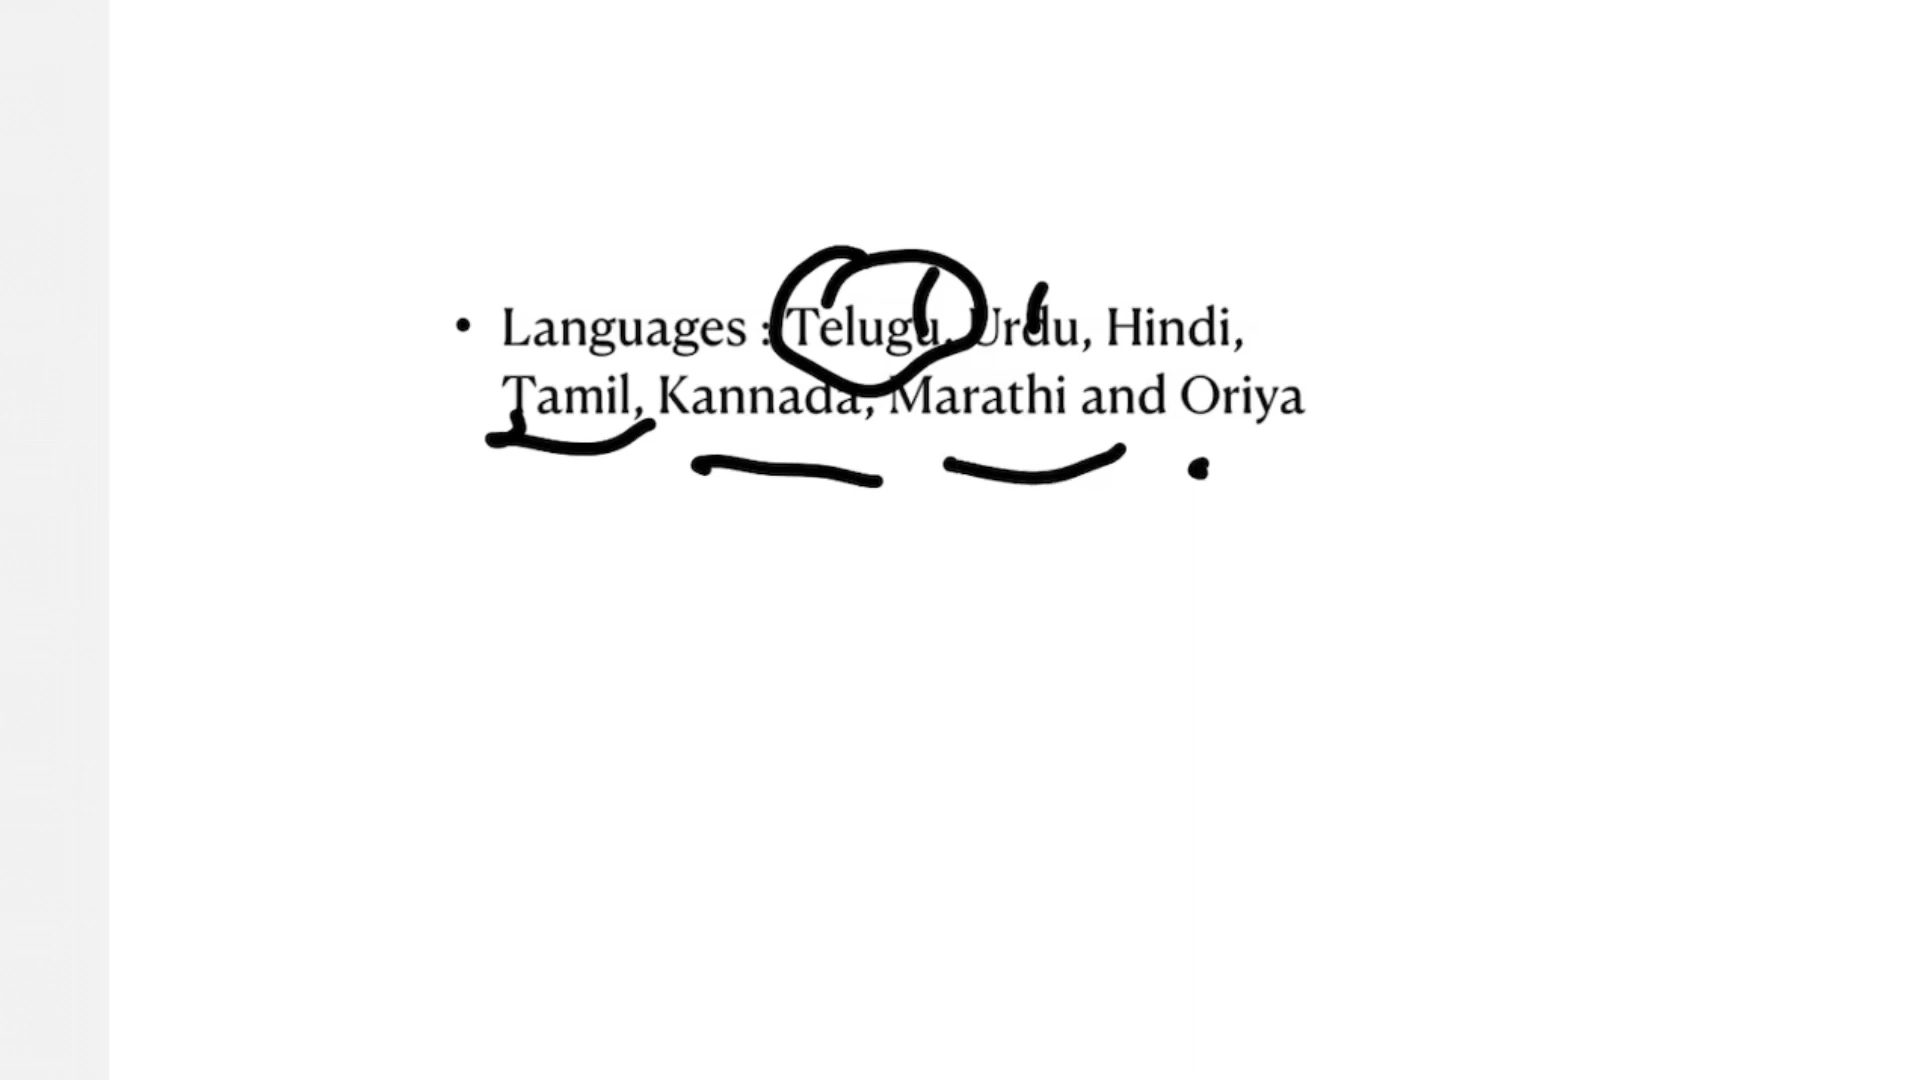 • Languages : Telugu, Urdu, Hindi,
Tamil, Kannada, Marathi and Oriya